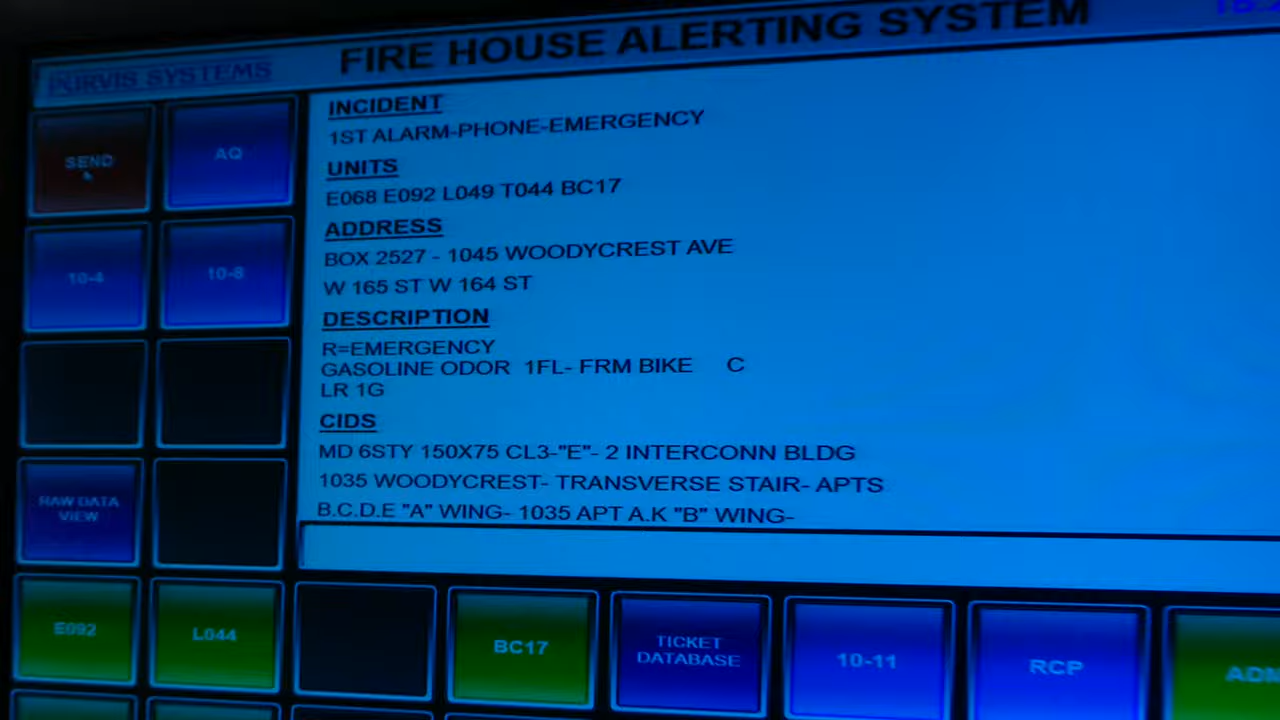 FIRE HOUSE ALERTING SYSTEM
PURVIS SYSTEMS
SEND
AQ
10-4
10-8
RAW DATA
VIEW
INCIDENT
1ST ALARM-PHONE-EMERGENCY
UNITS
E068 E092 L049 T044 BC17
ADDRESS
BOX 2527 - 1045 WOODYCREST AVE
W 165 ST W 164 ST
DESCRIPTION
R=EMERGENCY
GASOLINE ODOR 1FL- FRM BIKE C
LR 1G
CIDS
MD 6STY 150X75 CL3-"E"- 2 INTERCONN BLDG
1035 WOODYCREST- TRANSVERSE STAIR- APTS
B.C.D.E "A" WING- 1035 APT A.K "B" WING-
E092
L044
BC17
TICKET
DATABASE
10-11
RCP